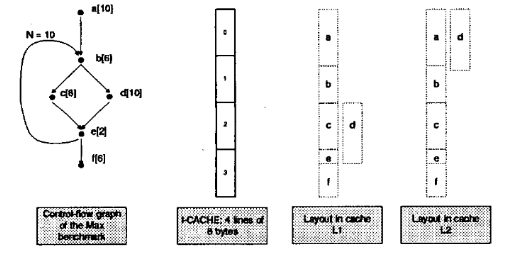 a[10]
N = 10
b[6]
c[6]
d[10]
e[2]
f[6]
0
1
2
3
a
b
c
d
e
f
a
d
b
c
e
f
Control-flow graph
of the Max
benchmark
I-CACHE: 4 lines of
8 bytes
Layout in cache
L1
Layout in cache
L2